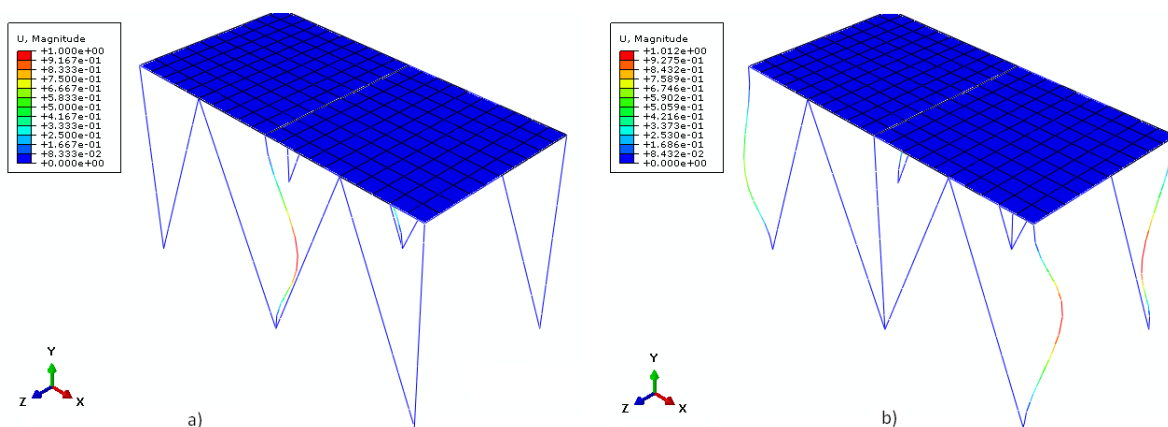 U, Magnitude
+1.000e+00
+9.167e-01
+8.333e-01
+7.500e-01
+6.667e-01
+5.833e-01
+5.000e-01
+4.167e-01
+3.333e-01
+2.500e-01
+1.667e-01
+8.333e-02
+0.000e+00
Y
Z
X
a)
U, Magnitude
+1.012e+00
+9.275e-01
+8.432e-01
+7.589e-01
+6.746e-01
+5.902e-01
+5.059e-01
+4.216e-01
+3.373e-01
+2.530e-01
+1.686e-01
+8.432e-02
+0.000e+00
Y
Z
X
b)